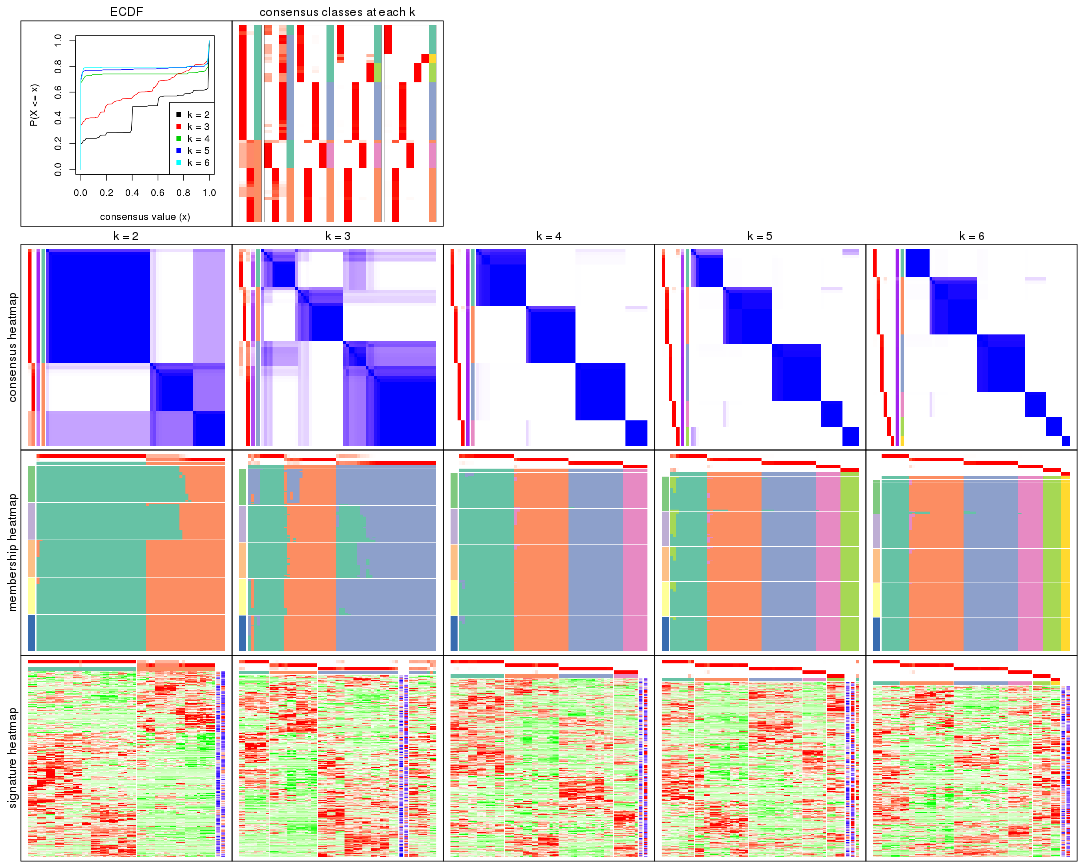 ECDF
consensus classes at each k
P(X <= x)
1.0
0.8
0.6
0.4
0.2
0.0
k = 2
k = 3
k = 4
k = 5
k = 6
0.0 0.2 0.4 0.6 0.8 1.0
consensus value (x)
k = 2
k = 3
k = 4
k = 5
k = 6
consensus heatmap
membership heatmap
signature heatmap